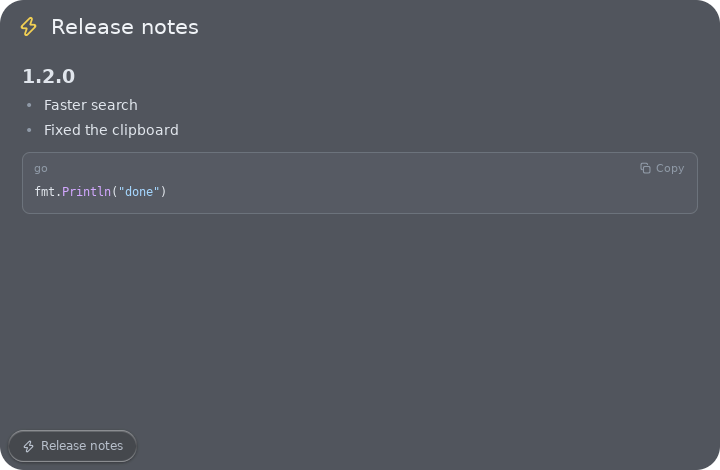 Release notes
1.2.0
• Faster search
• Fixed the clipboard
go
Copy
fmt.Println("done")
Release notes